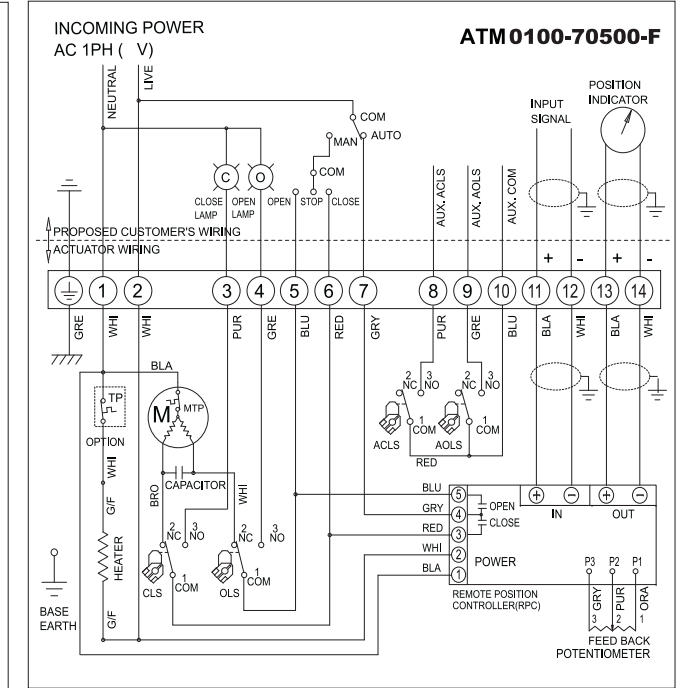 INCOMING POWER
AC 1PH ( V)
ATM 0100-70500-F
NEUTRAL
LIVE
COM
MAN
AUTO
COM
C
O
CLOSE
LAMP
OPEN
LAMP
OPEN
STOP
CLOSE
AUX. ACLS
AUX. AOLS
AUX. COM
INPUT
SIGNAL
POSITION
INDICATOR
PROPOSED CUSTOMER'S WIRING
ACTUATOR WIRING
+
-
+
-
1
2
3
4
5
6
7
8
9
10
11
12
13
14
GRE
WHI
WHI
PUR
GRE
BLU
RED
GRY
PUR
GRE
BLU
BLA
WHI
BLA
WHI
BLA
TP
OPTION
M
MTP
CAPACITOR
WHI
G/F
HEATER
G/F
BRO
WHI
2
NC
3
NO
1
COM
CLS
2
NC
3
NO
1
COM
OLS
2
NC
3
NO
1
COM
ACLS
2
NC
3
NO
1
COM
AOLS
RED
BASE
EARTH
BLU
GRY
RED
WHI
BLA
5
4
3
2
1
OPEN
CLOSE
POWER
+
-
IN
+
-
OUT
P3
P2
P1
GRY
PUR
ORA
3
2
1
REMOTE POSITION
CONTROLLER(RPC)
FEED BACK
POTENTIOMETER